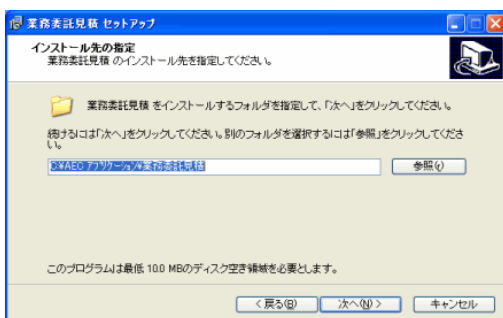 業務委託見積 セットアップ
インストール先の指定
業務委託見積 のインストール先を指定してください。
業務委託見積 をインストールするフォルダを指定して、「次へ」をクリックしてください。
続けるには「次へ」をクリックしてください。別のフォルダを選択するには「参照」をクリックしてくださ
い。
C:¥AEC アプリケーション¥業務委託見積
参照(r)
このプログラムは最低 10.0 MBのディスク空き領域を必要とします。
< 戻る(B)
次へ(N) >
キャンセル